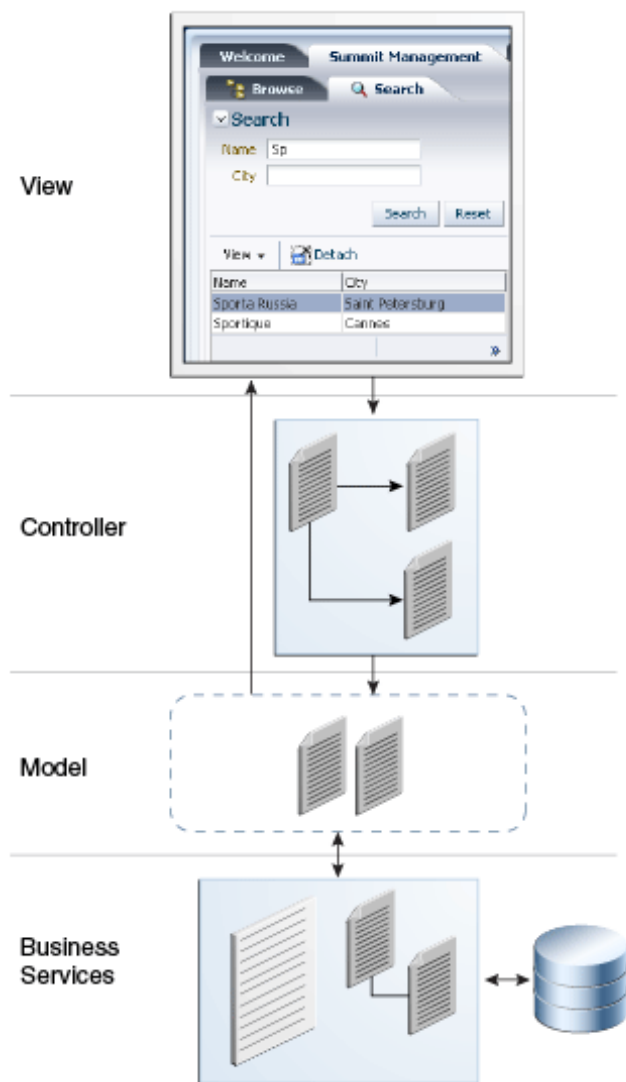 Welcome Summit Management
Browse Search
Search
Name Sp
City
Search Reset
View Detach
Name City
Sporta Russia Saint Petersburg
Sportique Cannes
View
Controller
Model
Business
Services